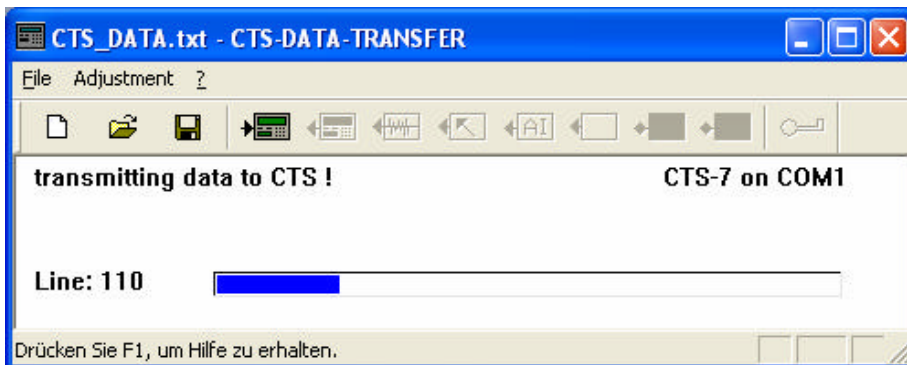 CTS_DATA.txt - CTS-DATA-TRANSFER
File Adjustment ?
AI
transmitting data to CTS ! CTS-7 on COM1
Line: 110
Drücken Sie F1, um Hilfe zu erhalten.